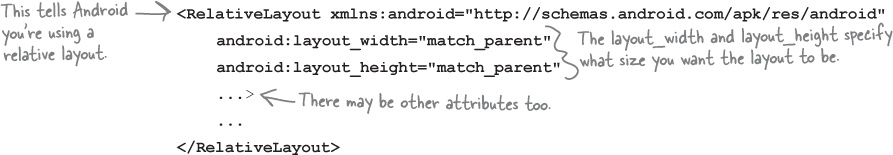 This tells Android
you're using a
relative layout.
<RelativeLayout xmlns:android="http://schemas.android.com/apk/res/android"
android:layout_width="match_parent"
android:layout_height="match_parent"
The layout_width and layout_height specify
what size you want the layout to be.
...>
There may be other attributes too.
...
</RelativeLayout>